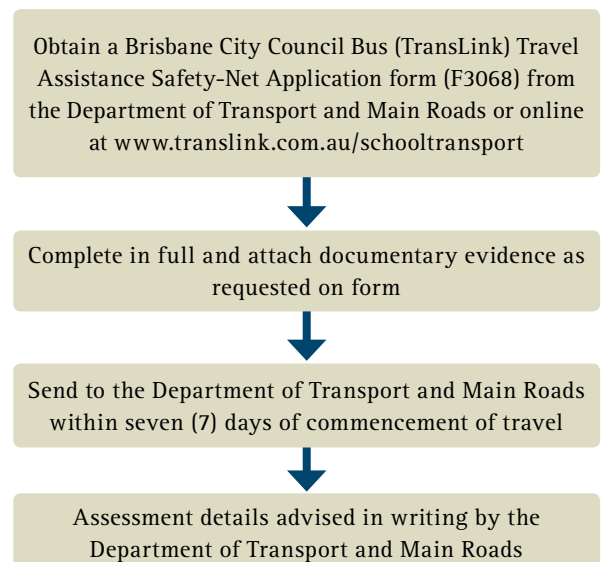 Obtain a Brisbane City Council Bus (TransLink) Travel
Assistance Safety-Net Application form (F3068) from
the Department of Transport and Main Roads or online
at www.translink.com.au/schooltransport
Complete in full and attach documentary evidence as
requested on form
Send to the Department of Transport and Main Roads
within seven (7) days of commencement of travel
Assessment details advised in writing by the
Department of Transport and Main Roads